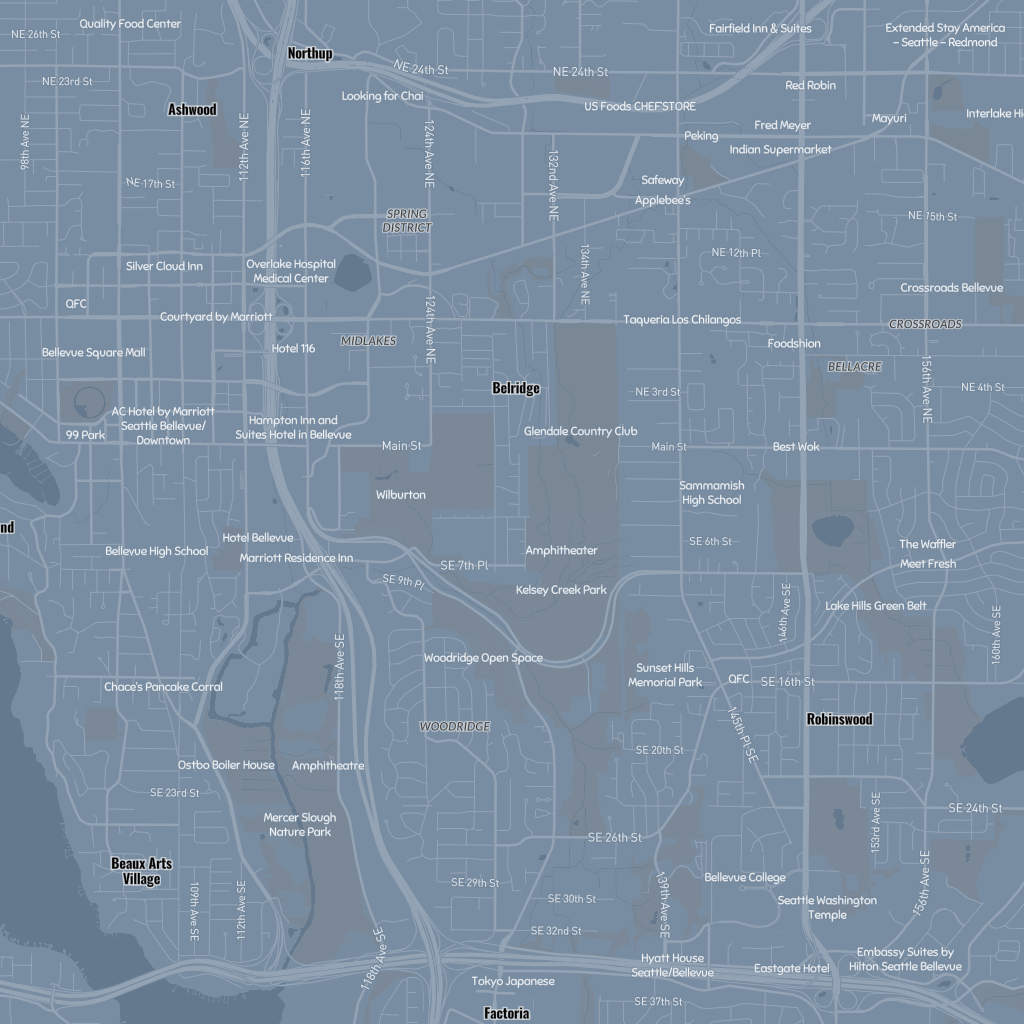 Quality Food Center
Fairfield Inn & Suites
Extended Stay America
– Seattle – Redmond
NE 26th St
Northup
NE 24th St
NE 24th St
NE 23rd St
Red Robin
Looking for Chai
US Foods CHEF'STORE
Ashwood
Interlake Hi
Mayuri
Fred Meyer
Peking
Indian Supermarket
98th Ave NE
112th Ave NE
116th Ave NE
124th Ave NE
132nd Ave NE
NE 17th St
Safeway
Applebee's
SPRING
DISTRICT
NE 15th St
NE 12th Pl
Silver Cloud Inn
Overlake Hospital
Medical Center
134th Ave NE
Crossroads Bellevue
QFC
Courtyard by Marriott
124th Ave NE
Taqueria Los Chilangos
CROSSROADS
MIDLAKES
Foodshion
Bellevue Square Mall
Hotel 116
BELLACRE
Belridge
NE 3rd St
156th Ave NE
NE 4th St
AC Hotel by Marriott
Seattle Bellevue/
Downtown
Hampton Inn and
Suites Hotel In Bellevue
99 Park
Glendale Country Club
Main St
Main St
Best Wok
Wilburton
Sammamish
High School
nd
Hotel Bellevue
SE 6th St
The Waffler
Bellevue High School
Marriott Residence Inn
Amphitheater
Meet Fresh
SE 7th Pl
SE 9th Pl
Kelsey Creek Park
146th Ave SE
Lake Hills Green Belt
160th Ave SE
118th Ave SE
Woodridge Open Space
Sunset Hills
Memorial Park
QFC
SE 16th St
Chace's Pancake Corral
WOODRIDGE
145th PL SE
Robinswood
SE 20th St
Ostbo Boiler House
Amphitheatre
SE 23rd St
Mercer Slough
Nature Park
153rd Ave SE
SE 24th St
SE 26th St
Beaux Arts
Village
SE 29th St
Bellevue College
109th Ave SE
112th Ave SE
139th Ave SE
156th Ave SE
SE 30th St
Seattle Washington
Temple
SE 32nd St
118th Ave SE
Hyatt House
Seattle/Bellevue
Eastgate Hotel
Embassy Suites by
Hilton Seattle Bellevue
Tokyo Japanese
SE 37th St
Factoria